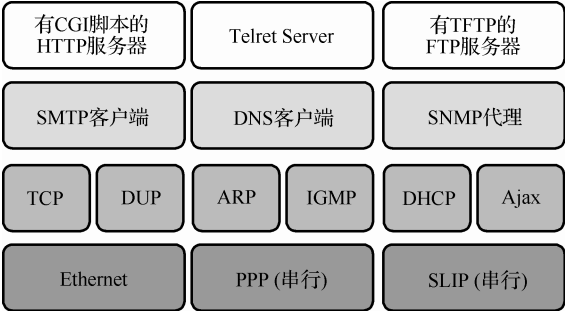 有CGI脚本的
HTTP服务器
Telret Server
有TFTP的
FTP服务器
SMTP客户端
DNS客户端
SNMP代理
TCP
DUP
ARP
IGMP
DHCP
Ajax
Ethernet
PPP (串行)
SLIP (串行)